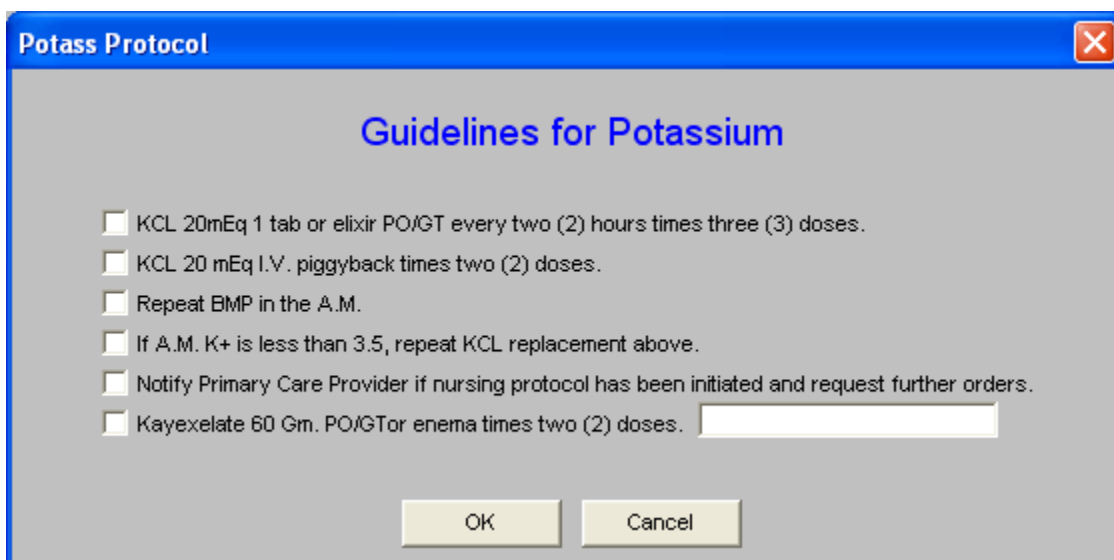 Potass Protocol
Guidelines for Potassium
KCL 20mEq 1 tab or elixir PO/GT every two (2) hours times three (3) doses.
KCL 20 mEq I.V. piggyback times two (2) doses.
Repeat BMP in the A.M.
If A.M. K+ is less than 3.5, repeat KCL replacement above.
Notify Primary Care Provider if nursing protocol has been initiated and request further orders.
Kayexelate 60 Gm. PO/GTor enema times two (2) doses.
OK Cancel